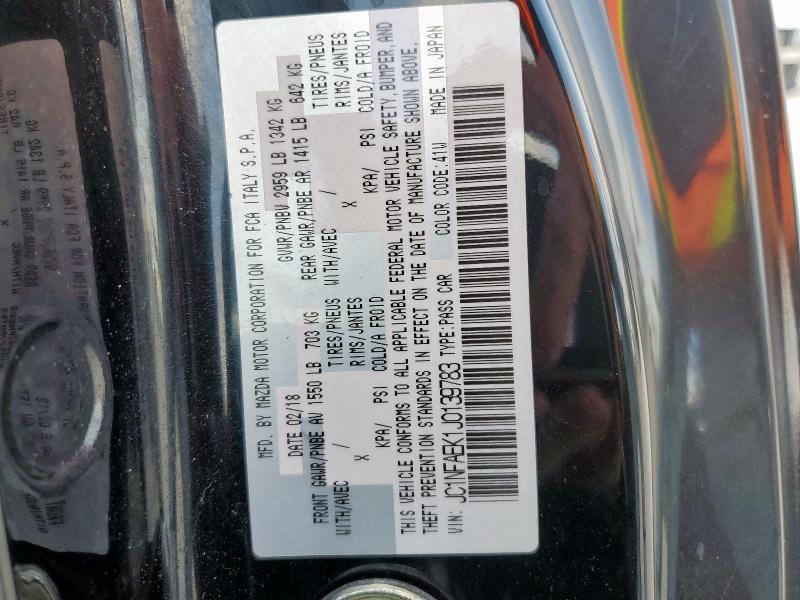 MFD. BY MAZDA MOTOR CORPORATION FOR FCA ITALY S.P.A.
DATE 02/18 GVWR/PNBV 2959 LB 1342 KG
FRONT GAWR/PNBE AV 1550 LB 703 KG REAR GAWR/PNBE AR 1415 LB 642 KG
WITH/AVEC / TIRES/PNEUS WITH/AVEC / TIRES/PNEUS
X RIMS/JANTES X RIMS/JANTES
KPA/ PSI COLD/A FROID KPA/ PSI COLD/A FROID
THIS VEHICLE CONFORMS TO ALL APPLICABLE FEDERAL MOTOR VEHICLE SAFETY, BUMPER, AND
THEFT PREVENTION STANDARDS IN EFFECT ON THE DATE OF MANUFACTURE SHOWN ABOVE.
VIN: JC1NFAEK1J0139783 TYPE:PASS CAR COLOR CODE:41W MADE IN JAPAN